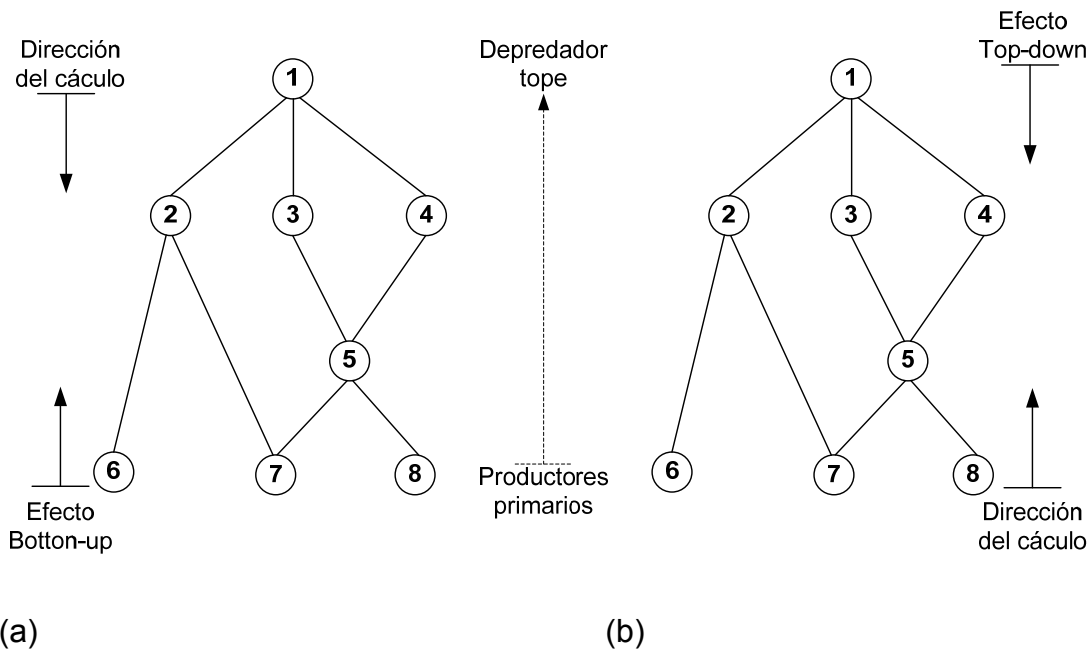 Dirección
del cáculo
1
2
3
4
5
6
7
8
Efecto
Botton-up
Depredador
tope
Productores
primarios
Efecto
Top-down
1
2
3
4
5
6
7
8
Dirección
del cáculo
(a)
(b)